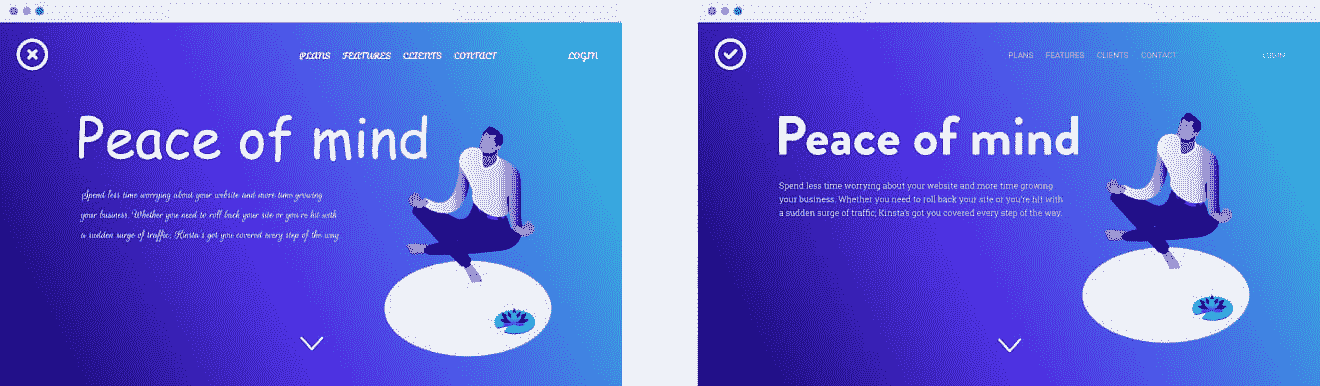 PLANS FEATURES CLIENTS CONTACT LOGIN
Peace of mind
Spend less time worrying about your website and more time growing
your business. Whether you need to roll back your site or you're hit with
a sudden surge of traffic, Kinsta's got you covered every step of the way.
PLANS FEATURES CLIENTS CONTACT LOGIN
Peace of mind
Spend less time worrying about your website and more time growing
your business. Whether you need to roll back your site or you're hit with
a sudden surge of traffic, Kinsta's got you covered every step of the way.